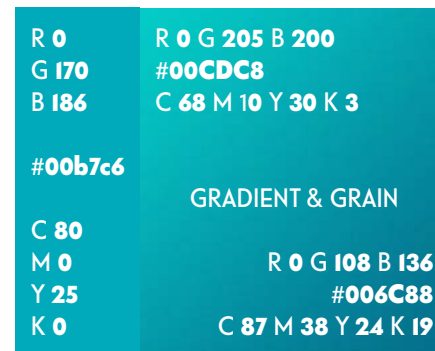 R 0
G 170
B 186
#00b7c6
C 80
M 0
Y 25
K 0
R 0 G 205 B 200
#00CDC8
C 68 M 10 Y 30 K 3
GRADIENT & GRAIN
R 0 G 108 B 136
#006C88
C 87 M 38 Y 24 K 19